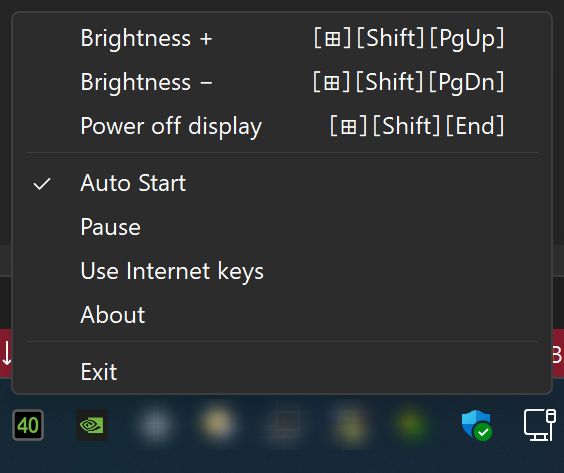 Brightness + [⊞][Shift][PgUp]
Brightness − [⊞][Shift][PgDn]
Power off display [⊞][Shift][End]
✓ Auto Start
Pause
Use Internet keys
About
Exit
↓
40